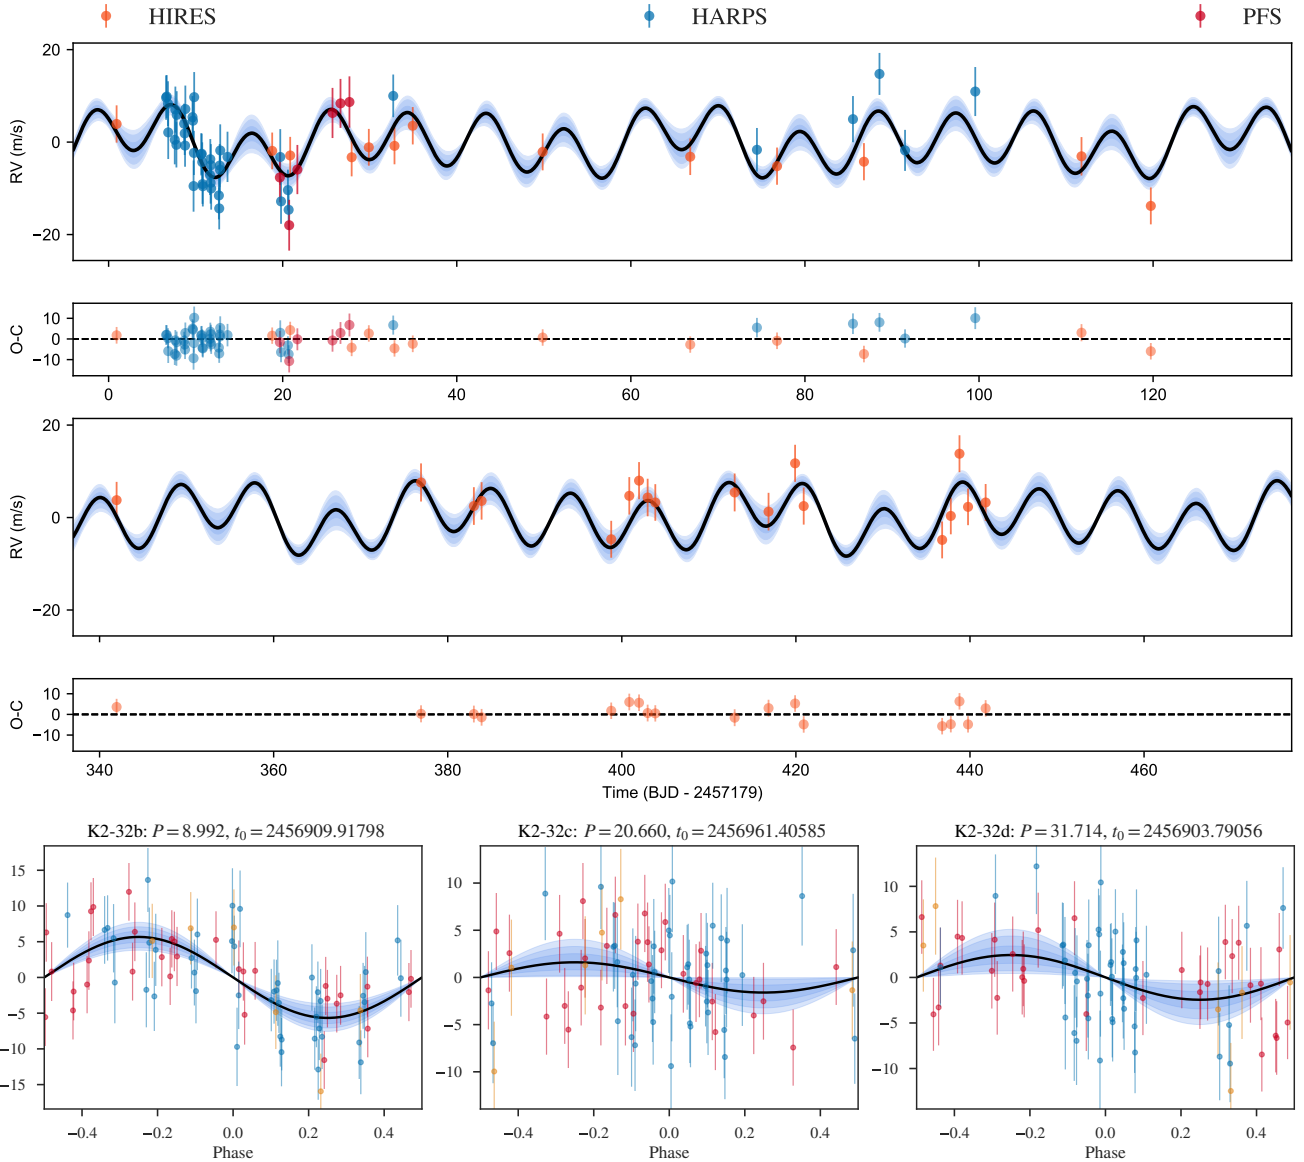 HIRES HARPS PFS
20
0
−20
RV (m/s)
10
0
−10
O-C
0 20 40 60 80 100 120
20
0
−20
RV (m/s)
10
0
−10
O-C
340 360 380 400 420 440 460
Time (BJD - 2457179)
K2-32b: P = 8.992, t0 = 2456909.91798
15
10
5
0
−5
−10
−15
−0.4 −0.2 0.0 0.2 0.4
Phase
K2-32c: P = 20.660, t0 = 2456961.40585
10
5
0
−5
−10
−0.4 −0.2 0.0 0.2 0.4
Phase
K2-32d: P = 31.714, t0 = 2456903.79056
10
5
0
−5
−10
−0.4 −0.2 0.0 0.2 0.4
Phase